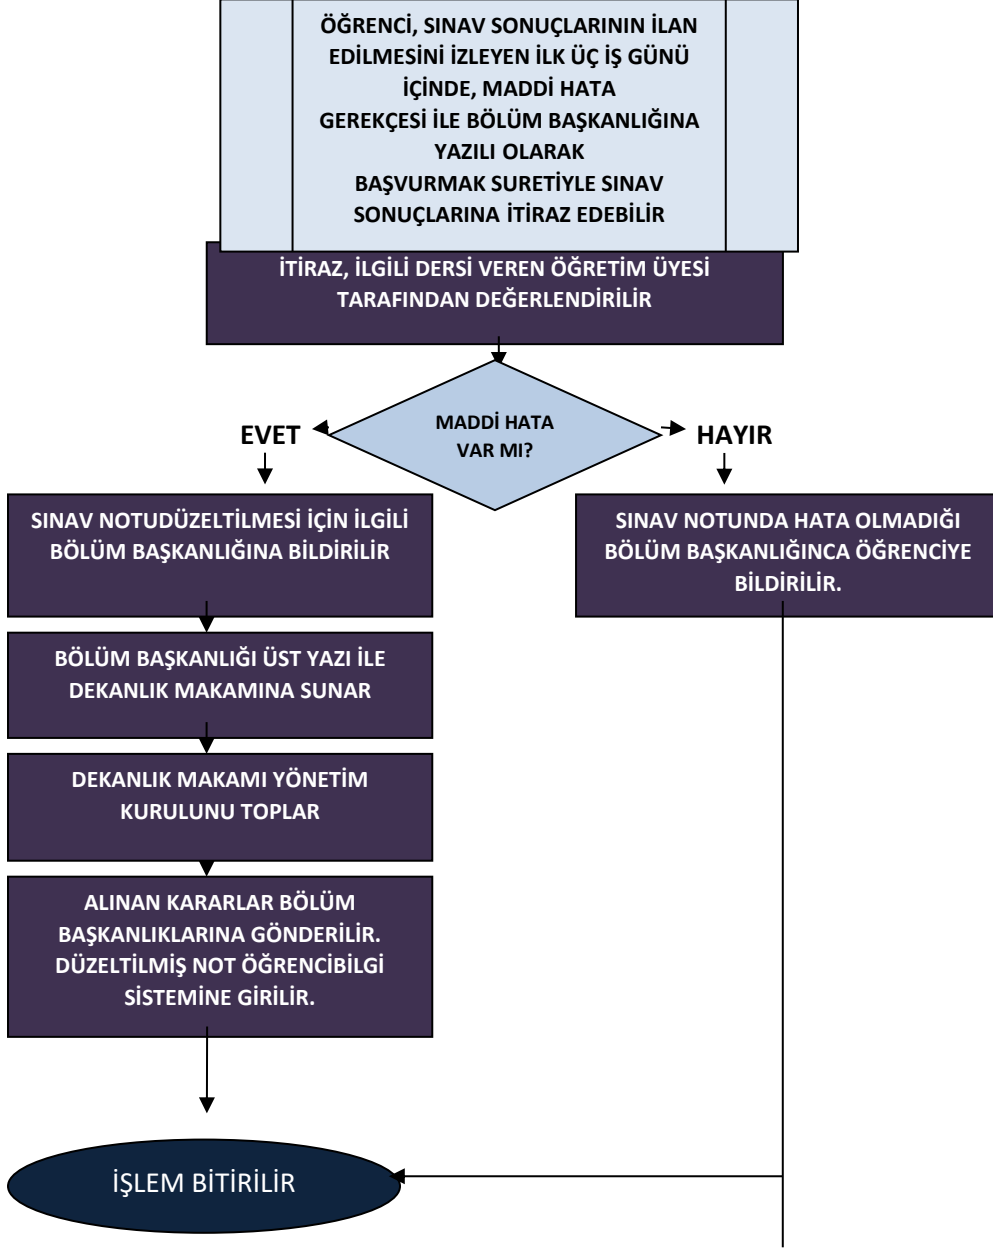 ÖĞRENCİ, SINAV SONUÇLARININ İLAN
EDİLMESİNİ İZLEYEN İLK ÜÇ İŞ GÜNÜ
İÇİNDE, MADDİ HATA
GEREKÇESİ İLE BÖLÜM BAŞKANLIĞINA
YAZILI OLARAK
BAŞVURMAK SURETİYLE SINAV
SONUÇLARINA İTİRAZ EDEBİLİR
İTİRAZ, İLGİLİ DERSİ VEREN ÖĞRETİM ÜYESİ
TARAFINDAN DEĞERLENDİRİLİR
MADDİ HATA
VAR MI?
EVET
HAYIR
SINAV NOTUDÜZELTİLMESİ İÇİN İLGİLİ
BÖLÜM BAŞKANLIĞINA BİLDİRİLİR
SINAV NOTUNDA HATA OLMADIĞI
BÖLÜM BAŞKANLIĞINCA ÖĞRENCİYE
BİLDİRİLİR.
BÖLÜM BAŞKANLIĞI ÜST YAZI İLE
DEKANLIK MAKAMINA SUNAR
DEKANLIK MAKAMI YÖNETİM
KURULUNU TOPLAR
ALINAN KARARLAR BÖLÜM
BAŞKANLIKLARINA GÖNDERİLİR.
DÜZELTİLMİŞ NOT ÖĞRENCİBİLGİ
SİSTEMİNE GİRİLİR.
İŞLEM BİTİRİLİR